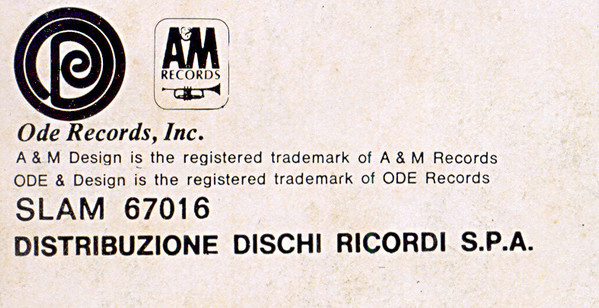 A&M
RECORDS
Ode Records, Inc.
A & M Design is the registered trademark of A & M Records
ODE & Design is the registered trademark of ODE Records
SLAM 67016
DISTRIBUZIONE DISCHI RICORDI S.P.A.